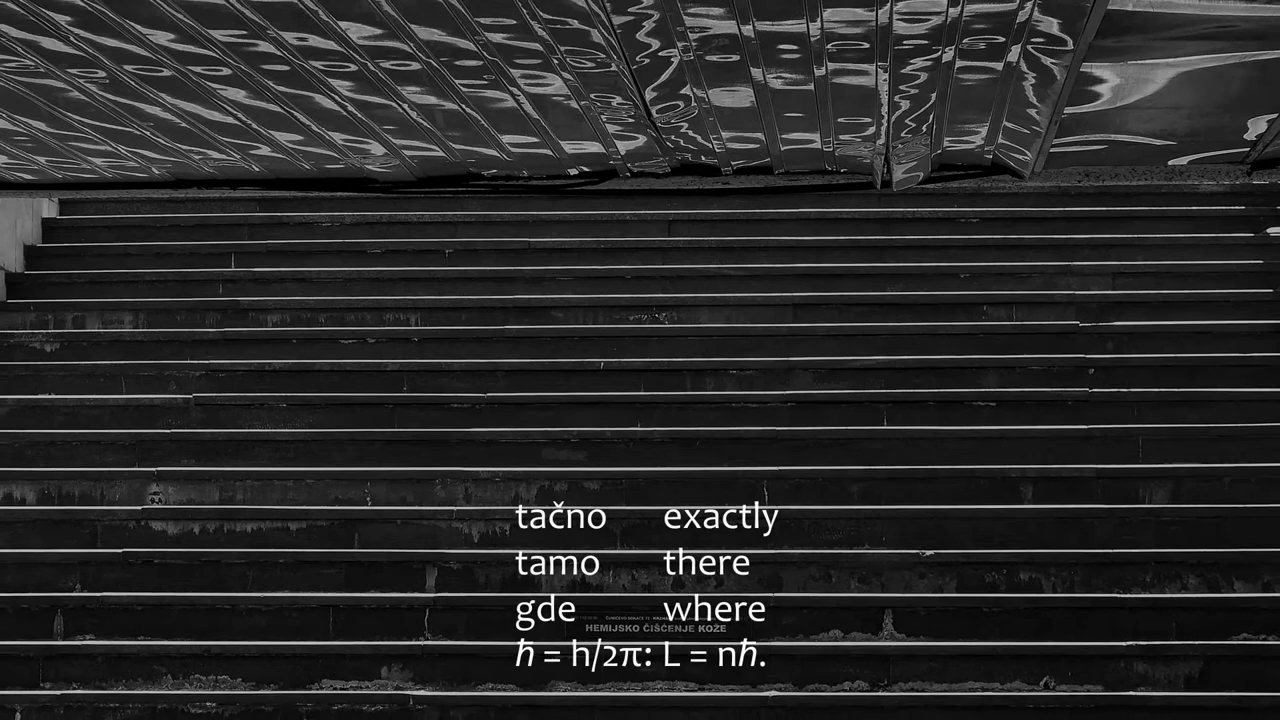 tačno exactly
tamo there
gde where
HEMIJSKO ČIŠĆENJE KOŽE
ℏ = h/2π: L = nℏ.